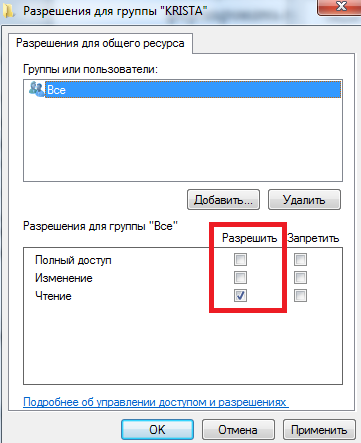 Разрешения для группы "KRISTA"
Разрешения для общего ресурса
Группы или пользователи:
Все
Добавить...
Удалить
Разрешения для группы "Все"
Разрешить
Запретить
Полный доступ
Изменение
Чтение
Подробнее об управлении доступом и разрешениях
OK
Отмена
Применить